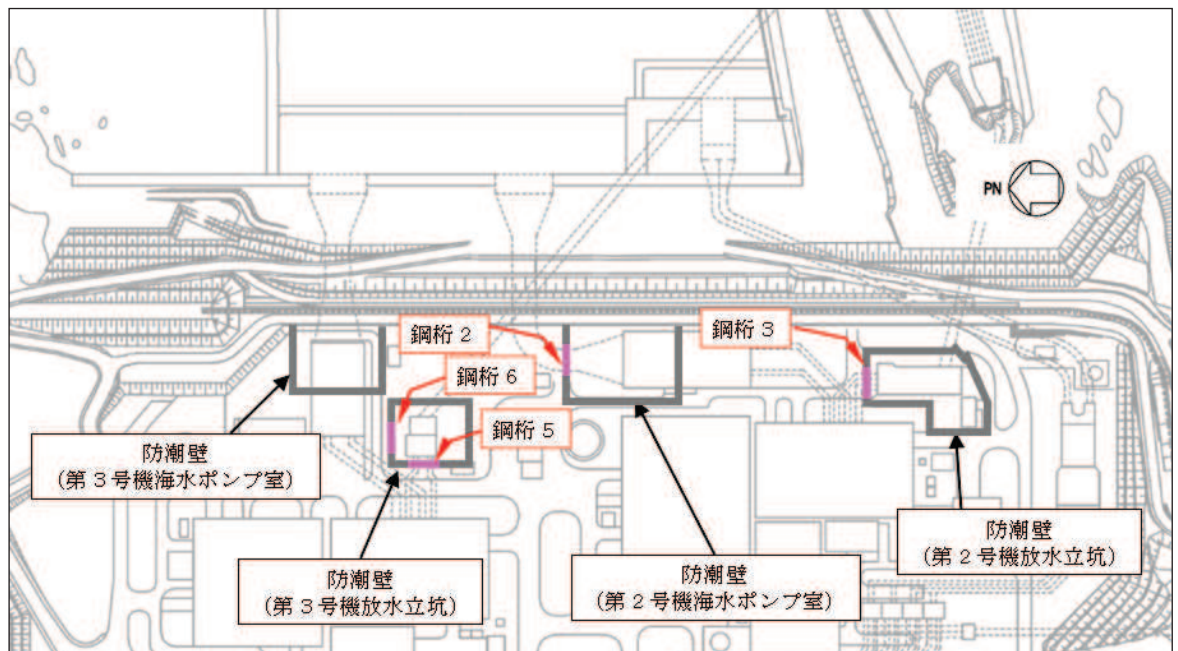 PN
鋼桁２
鋼桁３
鋼桁６
鋼桁５
防潮壁
（第３号機海水ポンプ室）
防潮壁
（第２号機放水立坑）
防潮壁
（第３号機放水立坑）
防潮壁
（第２号機海水ポンプ室）